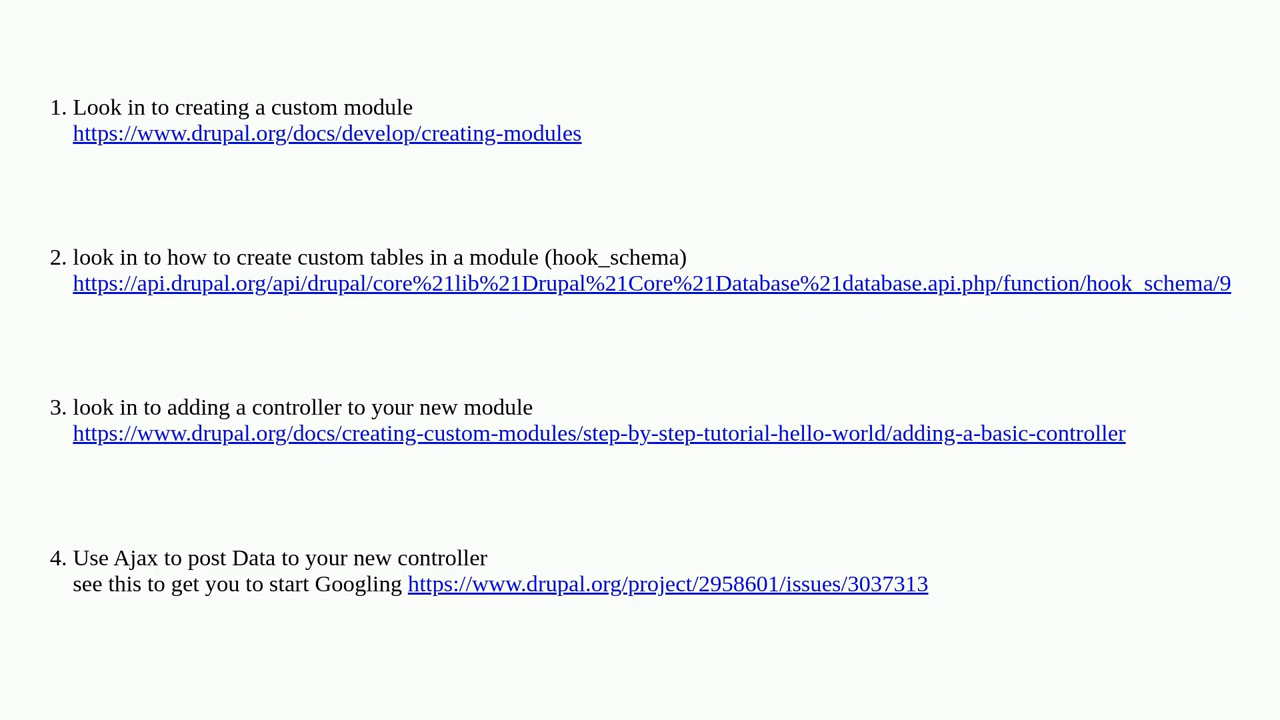 1. Look in to creating a custom module
https://www.drupal.org/docs/develop/creating-modules
2. look in to how to create custom tables in a module (hook_schema)
https://api.drupal.org/api/drupal/core%21lib%21Drupal%21Core%21Database%21database.api.php/function/hook_schema/9
3. look in to adding a controller to your new module
https://www.drupal.org/docs/creating-custom-modules/step-by-step-tutorial-hello-world/adding-a-basic-controller
4. Use Ajax to post Data to your new controller
see this to get you to start Googling https://www.drupal.org/project/2958601/issues/3037313